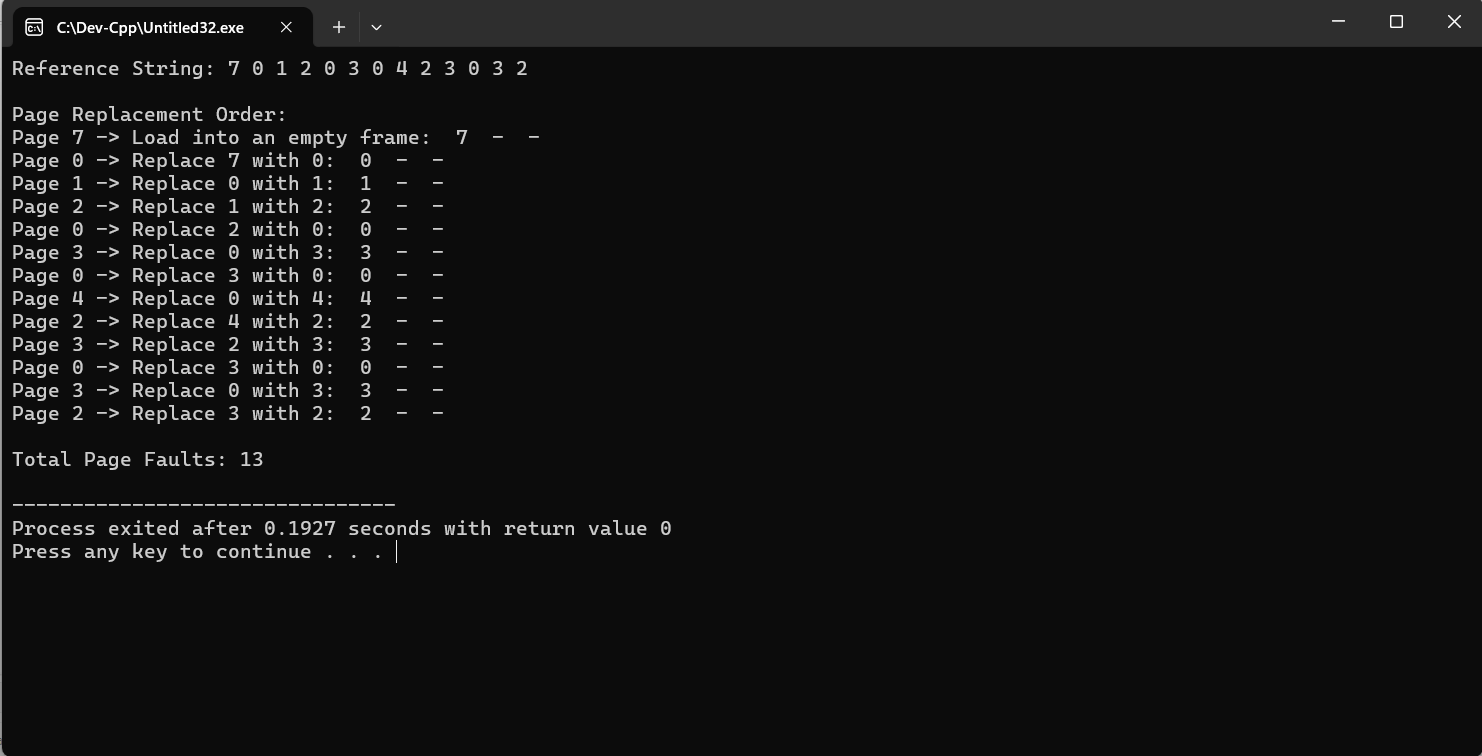 C:\Dev-Cpp\Untitled32.exe
Reference String: 7 0 1 2 0 3 0 4 2 3 0 3 2
Page Replacement Order:
Page 7 -> Load into an empty frame:  7  -  -
Page 0 -> Replace 7 with 0:  0  -  -
Page 1 -> Replace 0 with 1:  1  -  -
Page 2 -> Replace 1 with 2:  2  -  -
Page 0 -> Replace 2 with 0:  0  -  -
Page 3 -> Replace 0 with 3:  3  -  -
Page 0 -> Replace 3 with 0:  0  -  -
Page 4 -> Replace 0 with 4:  4  -  -
Page 2 -> Replace 4 with 2:  2  -  -
Page 3 -> Replace 2 with 3:  3  -  -
Page 0 -> Replace 3 with 0:  0  -  -
Page 3 -> Replace 0 with 3:  3  -  -
Page 2 -> Replace 3 with 2:  2  -  -
Total Page Faults: 13
--------------------------------
Process exited after 0.1927 seconds with return value 0
Press any key to continue . . .